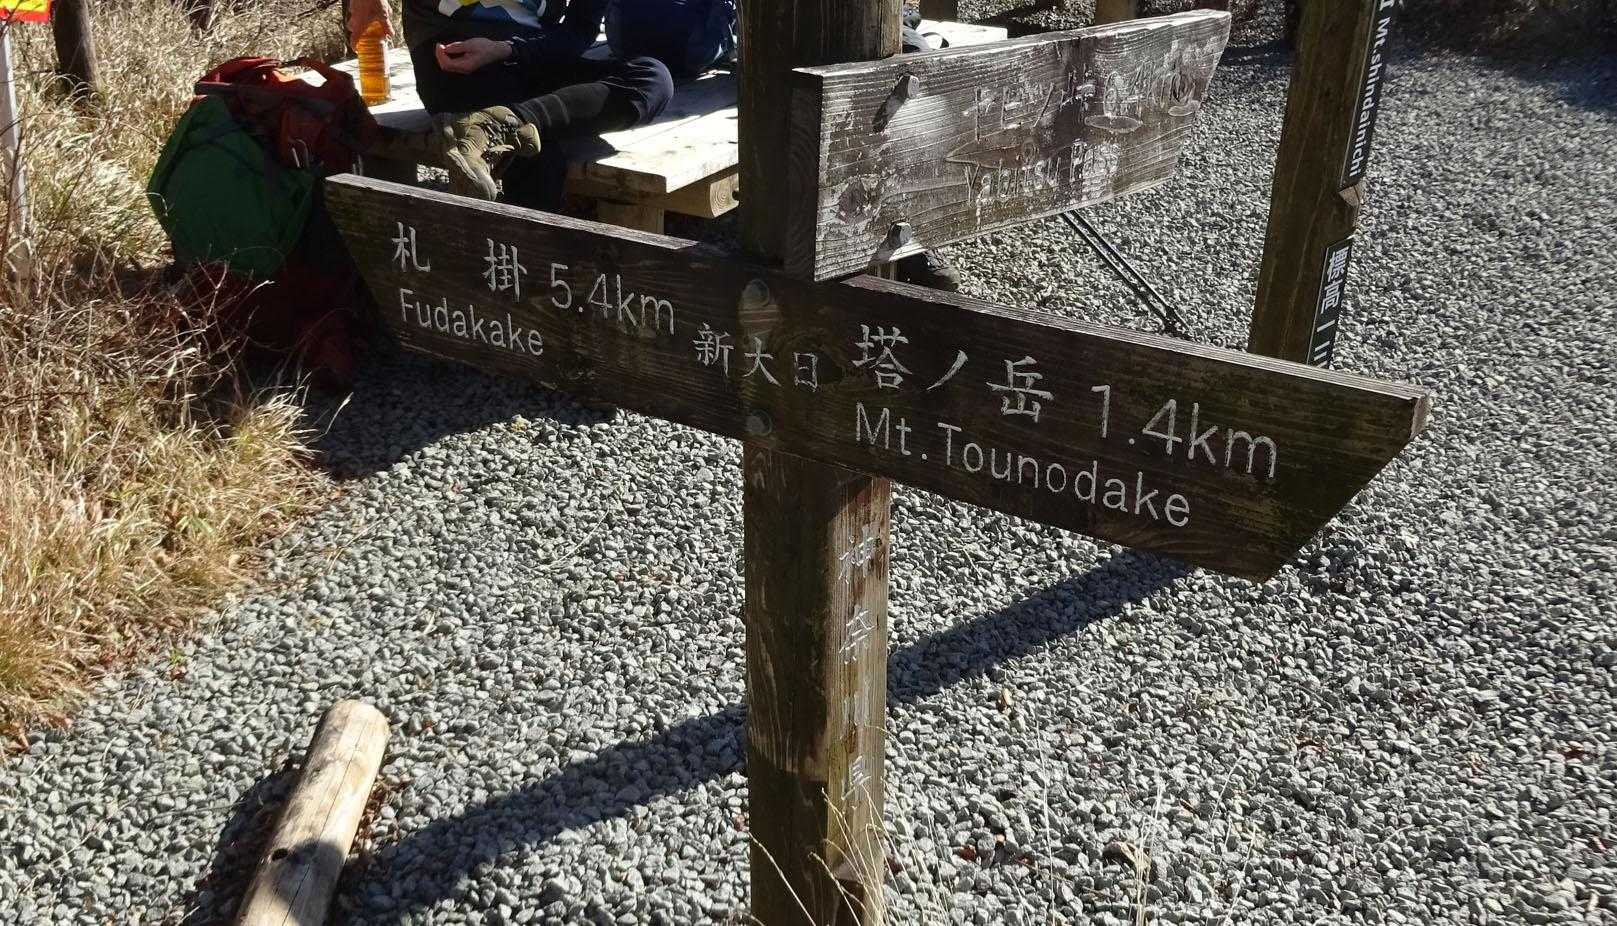 札 掛 5.4km
Fudakake
新大日
塔ノ岳 1.4km
Mt.Tounodake
ヤビツ峠
Yabitsu Pass
神奈川県
Mt.Shindainichi
標高